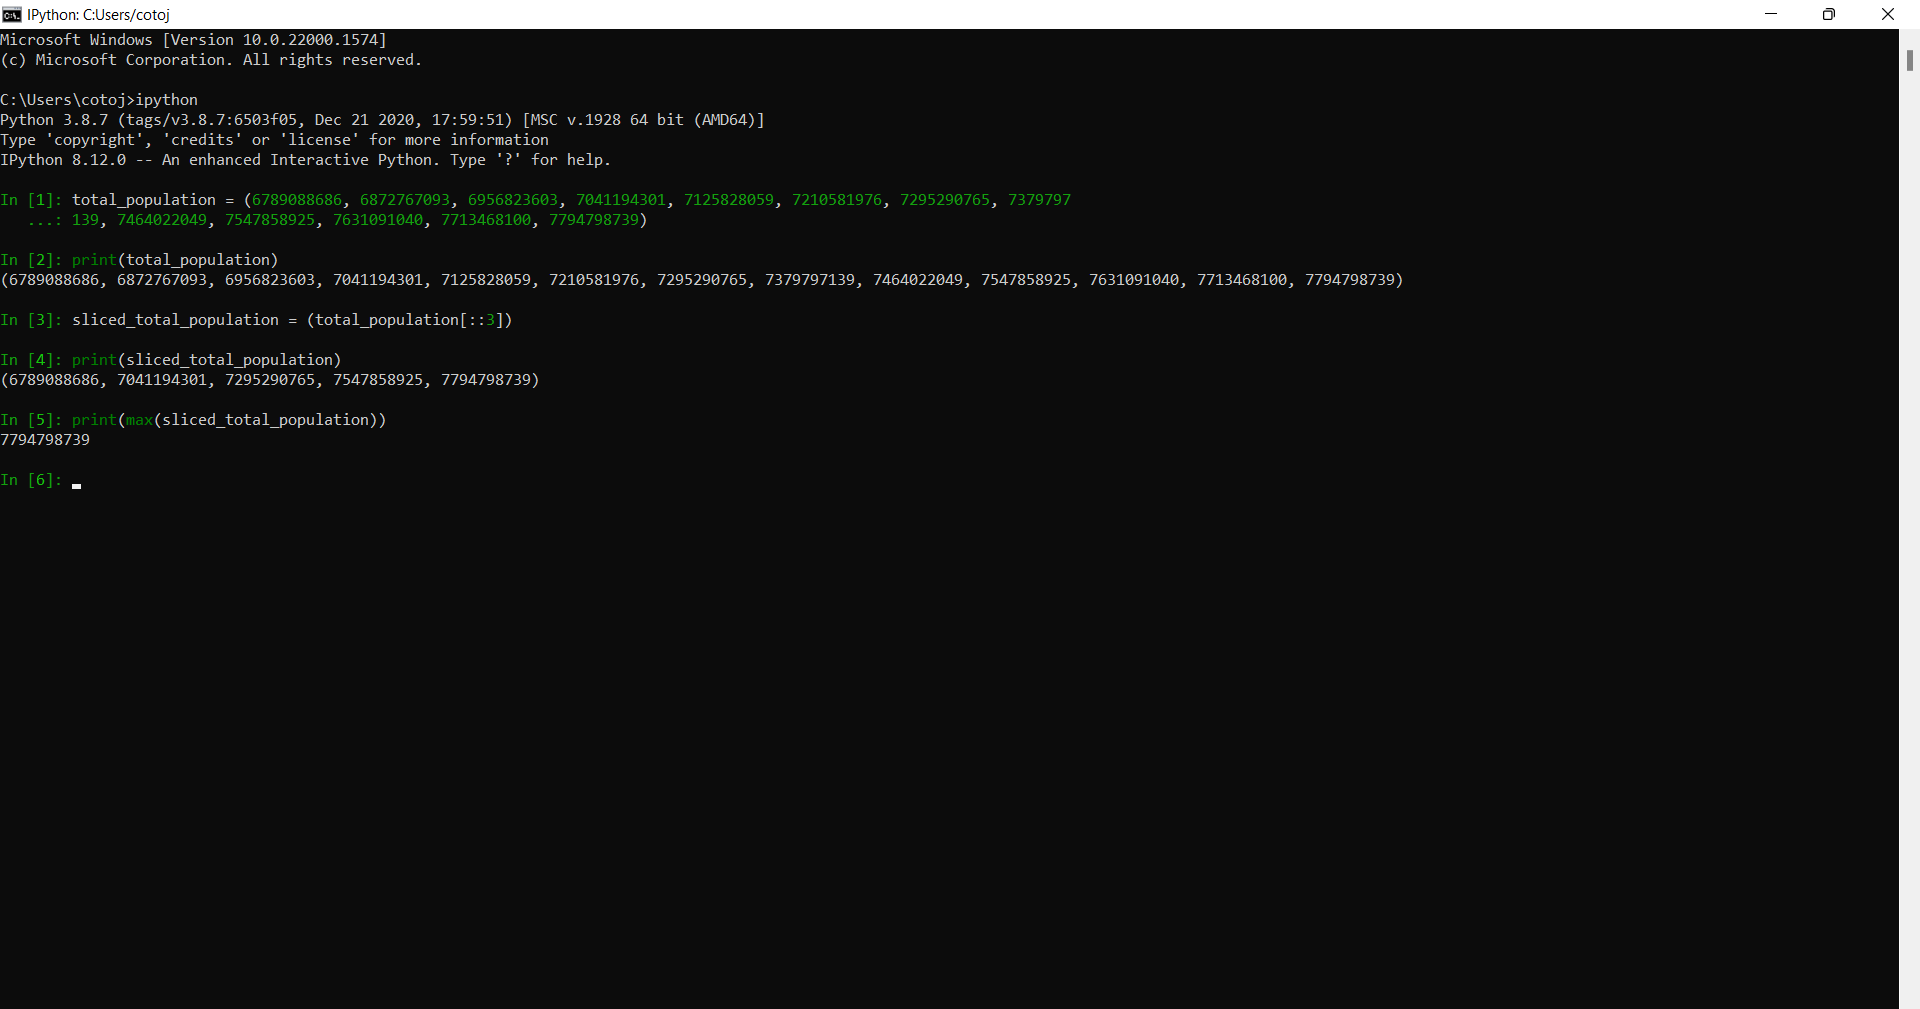 IPython: C:Users/cotoj
Microsoft Windows [Version 10.0.22000.1574]
(c) Microsoft Corporation. All rights reserved.
C:\Users\cotoj>ipython
Python 3.8.7 (tags/v3.8.7:6503f05, Dec 21 2020, 17:59:51) [MSC v.1928 64 bit (AMD64)]
Type 'copyright', 'credits' or 'license' for more information
IPython 8.12.0 -- An enhanced Interactive Python. Type '?' for help.
In [1]: total_population = (6789088686, 6872767093, 6956823603, 7041194301, 7125828059, 7210581976, 7295290765, 7379797
   ...: 139, 7464022049, 7547858925, 7631091040, 7713468100, 7794798739)
In [2]: print(total_population)
(6789088686, 6872767093, 6956823603, 7041194301, 7125828059, 7210581976, 7295290765, 7379797139, 7464022049, 7547858925, 7631091040, 7713468100, 7794798739)
In [3]: sliced_total_population = (total_population[::3])
In [4]: print(sliced_total_population)
(6789088686, 7041194301, 7295290765, 7547858925, 7794798739)
In [5]: print(max(sliced_total_population))
7794798739
In [6]: